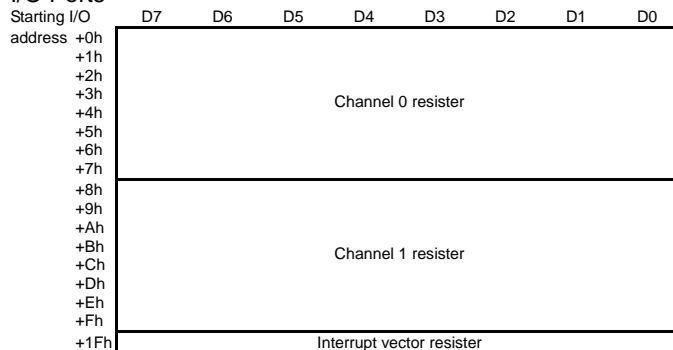 Starting I/O D7 D6 D5 D4 D3 D2 D1 D0
address +0h
+1h
+2h
+3h
Channel 0 resister
+4h
+5h
+6h
+7h
+8h
+9h
+Ah
+Bh
Channel 1 resister
+Ch
+Dh
+Eh
+Fh
+1Fh Interrupt vector resister